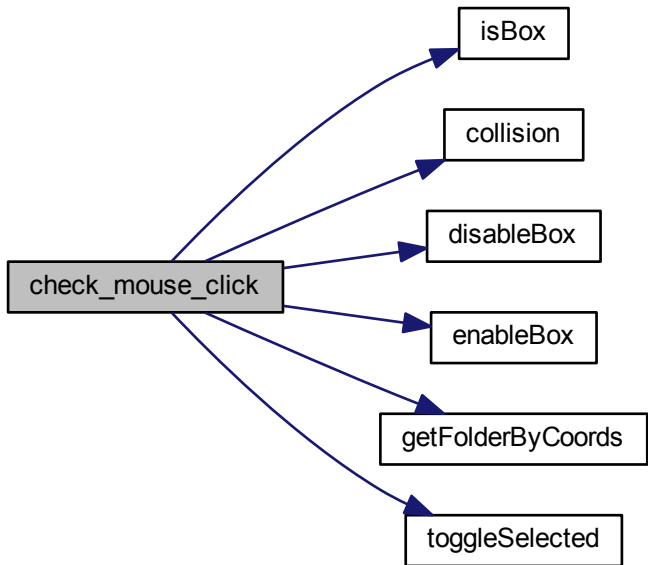 isBox
collision
disableBox
check_mouse_click
enableBox
getFolderByCoords
toggleSelected